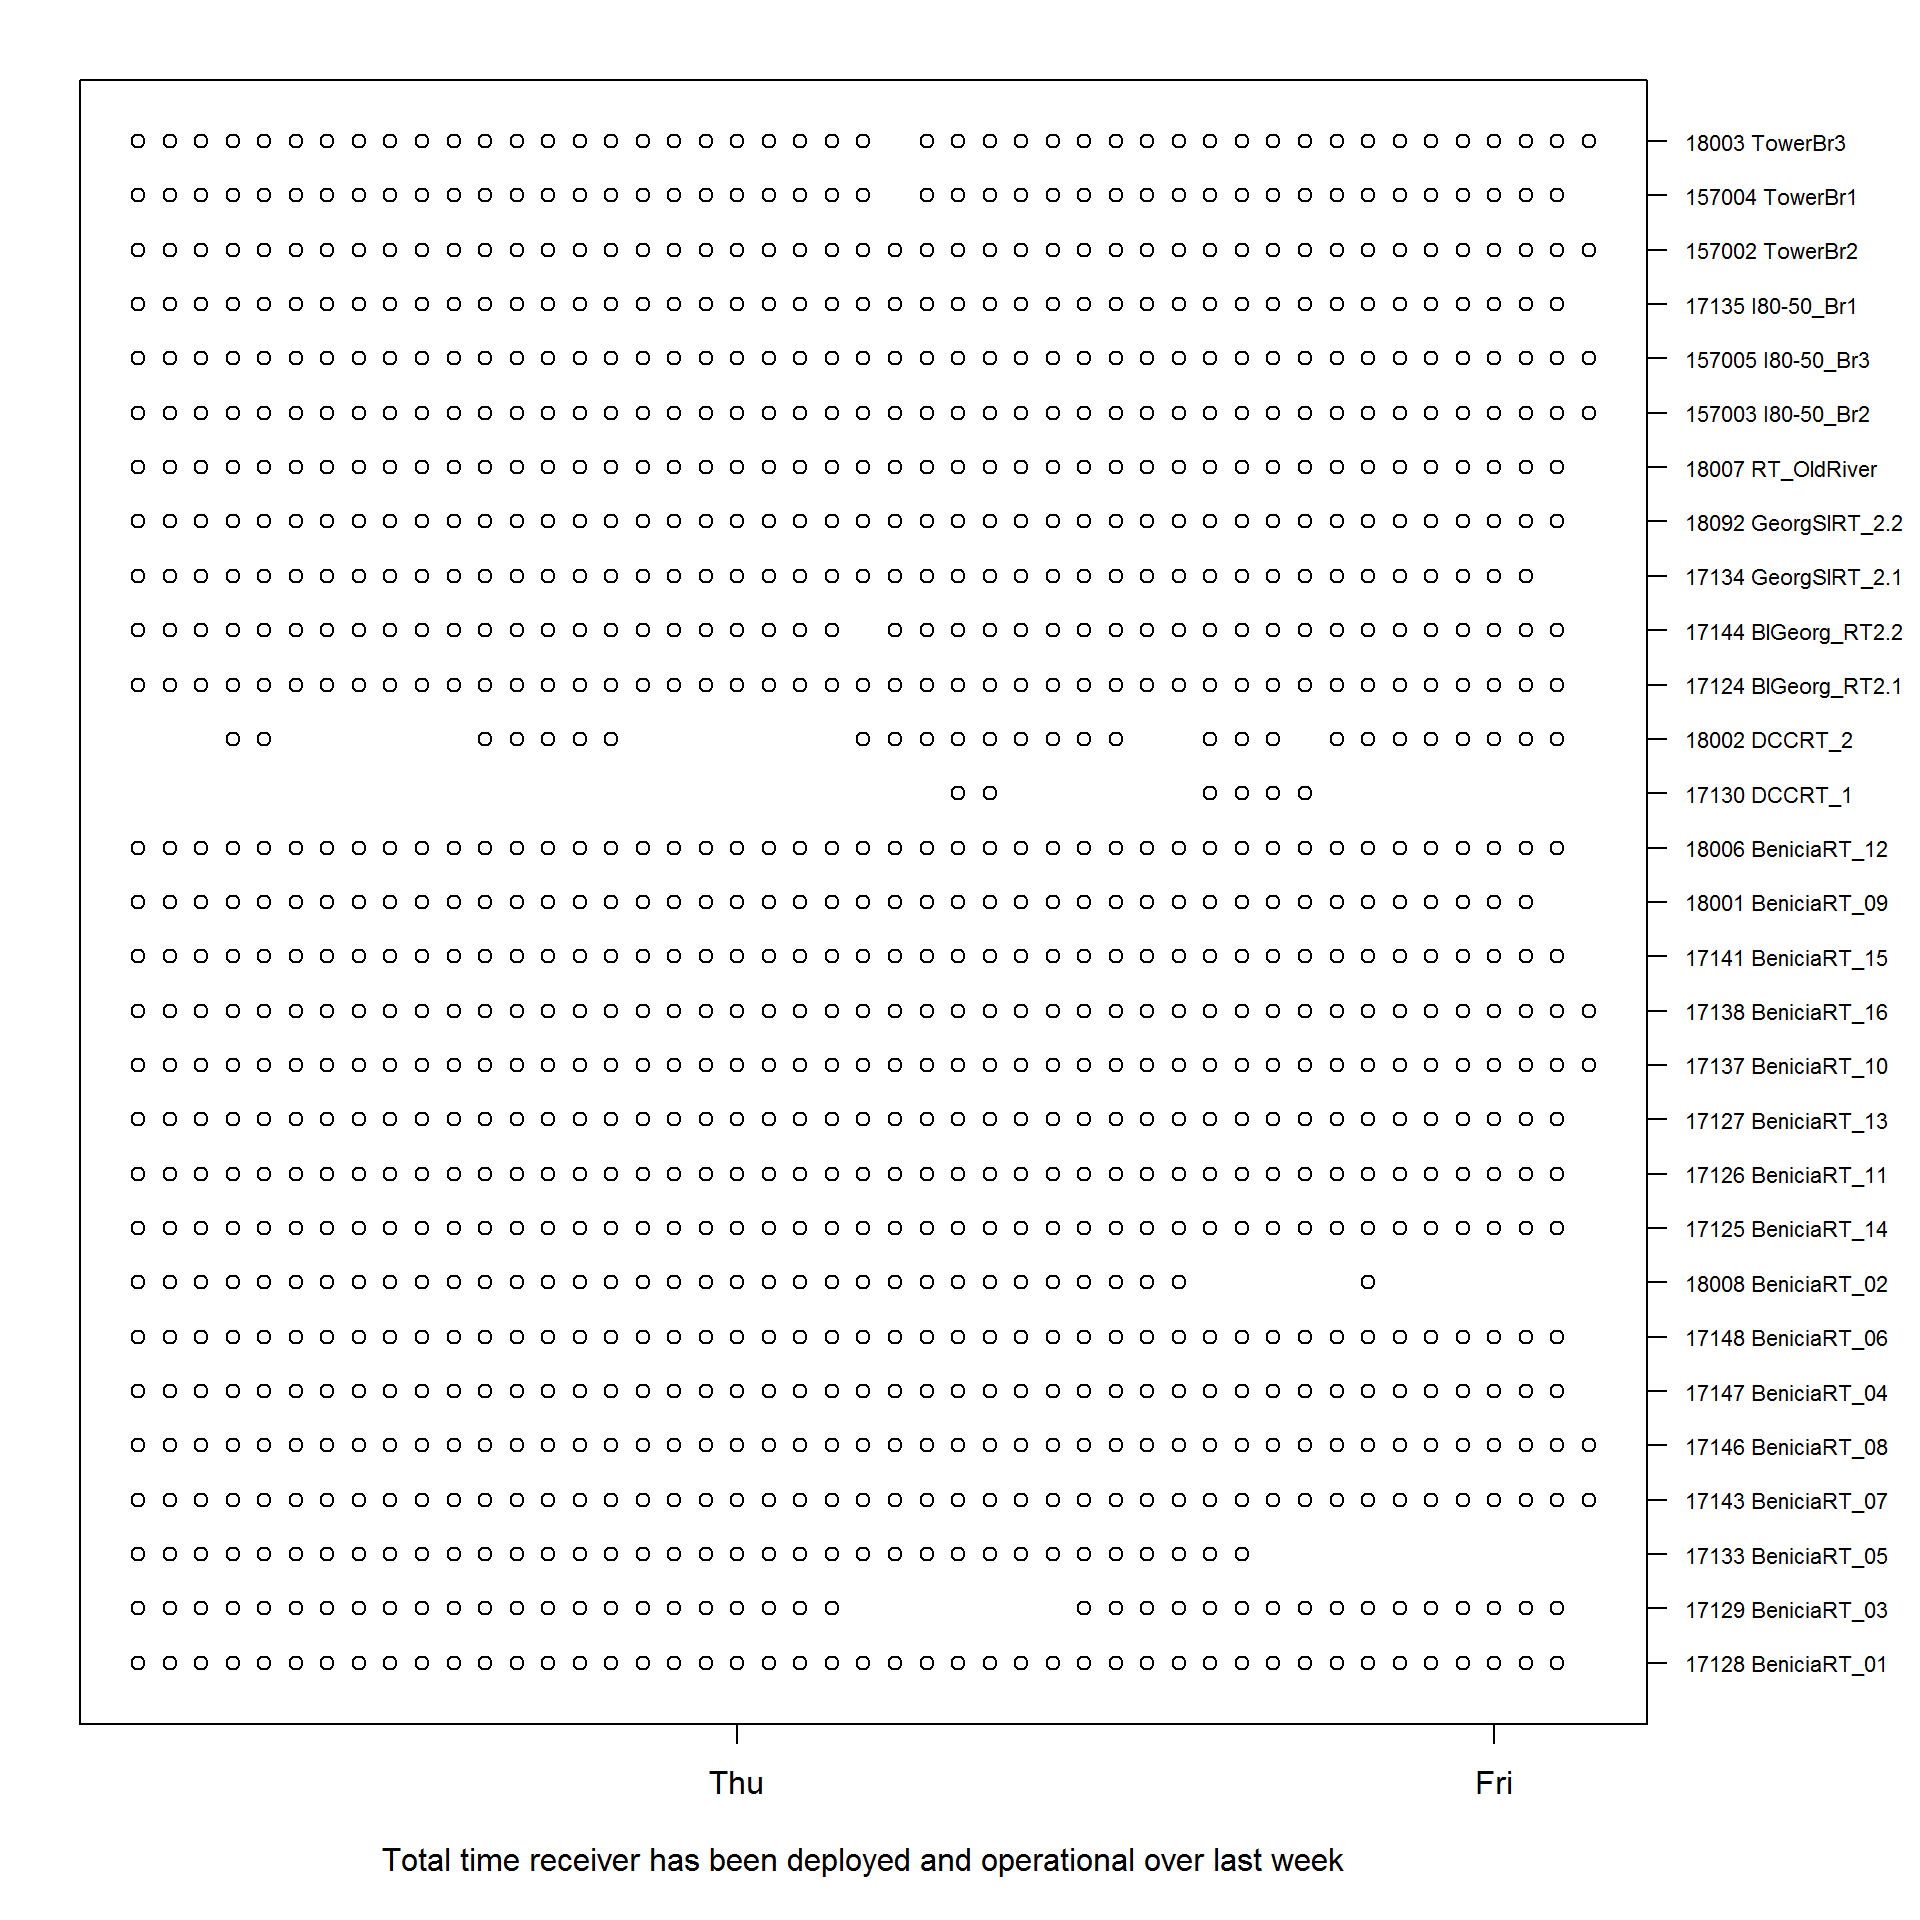 18003 TowerBr3
157004 TowerBr1
157002 TowerBr2
17135 I80-50_Br1
157005 I80-50_Br3
157003 I80-50_Br2
18007 RT_OldRiver
18092 GeorgSlRT_2.2
17134 GeorgSlRT_2.1
17144 BlGeorg_RT2.2
17124 BlGeorg_RT2.1
18002 DCCRT_2
17130 DCCRT_1
18006 BeniciaRT_12
18001 BeniciaRT_09
17141 BeniciaRT_15
17138 BeniciaRT_16
17137 BeniciaRT_10
17127 BeniciaRT_13
17126 BeniciaRT_11
17125 BeniciaRT_14
18008 BeniciaRT_02
17148 BeniciaRT_06
17147 BeniciaRT_04
17146 BeniciaRT_08
17143 BeniciaRT_07
17133 BeniciaRT_05
17129 BeniciaRT_03
17128 BeniciaRT_01
Thu Fri
Total time receiver has been deployed and operational over last week